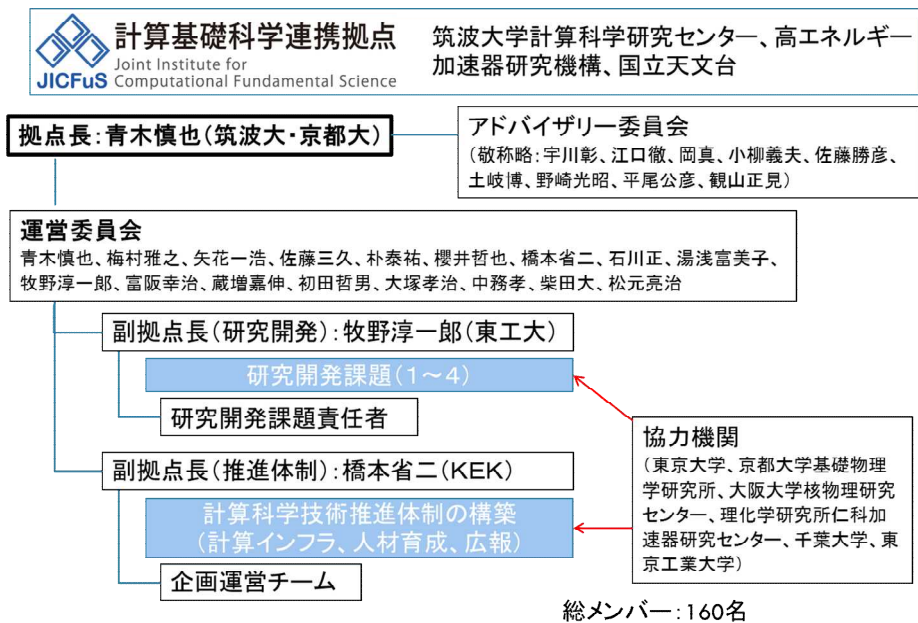 計算基礎科学連携拠点
Joint Institute for
Computational Fundamental Science
JICFuS
筑波大学計算科学研究センター、高エネルギー
加速器研究機構、国立天文台
拠点長:青木慎也(筑波大・京都大)
アドバイザリー委員会
(敬称略:宇川彰、江口徹、岡真、小柳義夫、佐藤勝彦、
土岐博、野崎光昭、平尾公彦、観山正見)
運営委員会
青木慎也、梅村雅之、矢花一浩、佐藤三久、朴泰祐、櫻井哲也、橋本省二、石川正、湯浅富美子、
牧野淳一郎、富阪幸治、蔵増嘉伸、初田哲男、大塚孝治、中務孝、柴田大、松元亮治
副拠点長(研究開発):牧野淳一郎(東工大)
研究開発課題(1~4)
研究開発課題責任者
副拠点長(推進体制):橋本省二(KEK)
計算科学技術推進体制の構築
(計算インフラ、人材育成、広報)
企画運営チーム
協力機関
(東京大学、京都大学基礎物理
学研究所、大阪大学核物理研究
センター、理化学研究所仁科加
速器研究センター、千葉大学、東
京工業大学)
総メンバー:160名